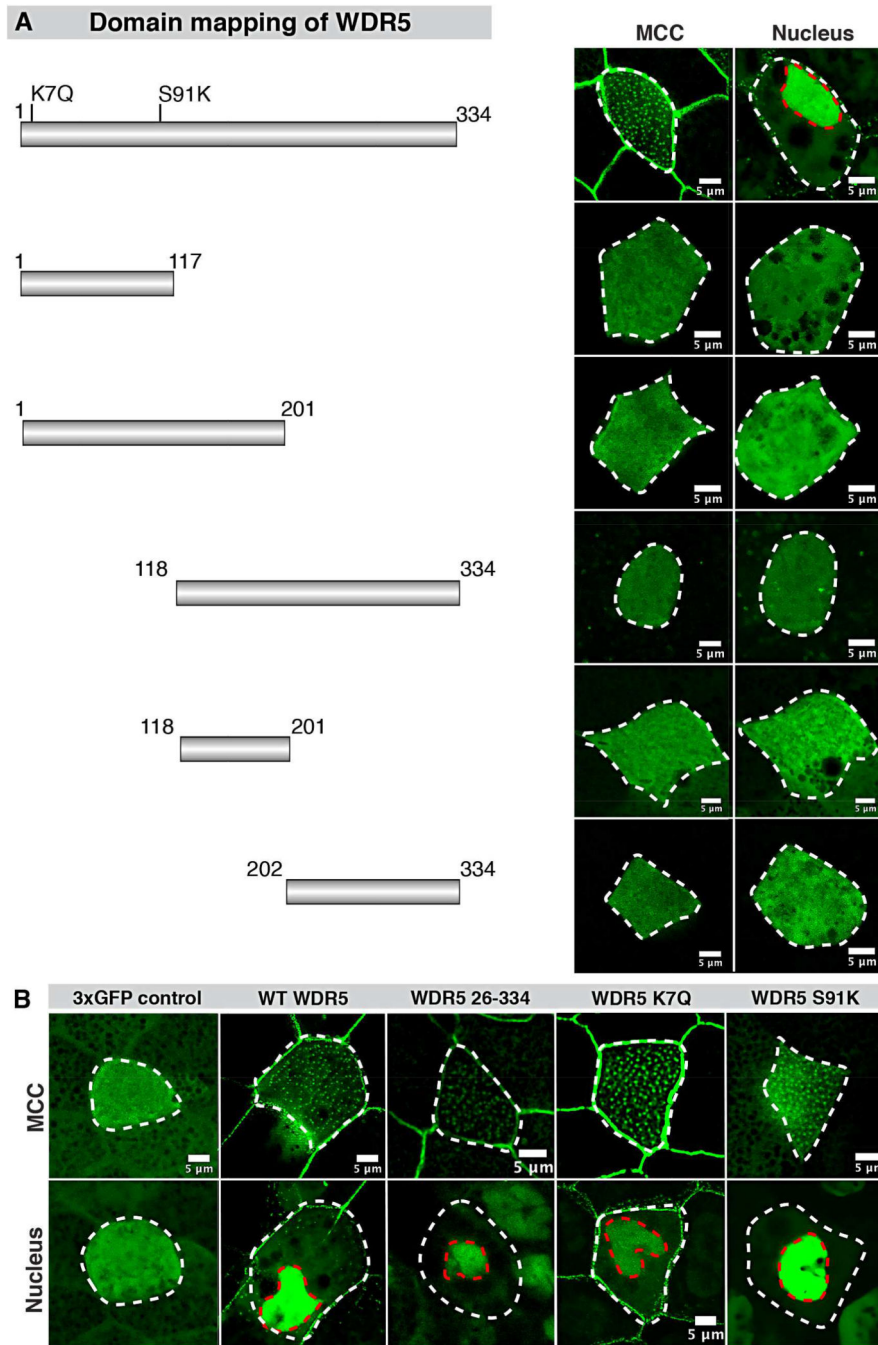 A Domain mapping of WDR5
MCC Nucleus
K7Q S91K
1 334
5 µm 5 µm
1 117
5 µm 5 µm
1 201
5 µm 5 µm
118 334
5 µm 5 µm
118 201
5 µm 5 µm
202 334
5 µm 5 µm
B 3xGFP control WT WDR5 WDR5 26-334 WDR5 K7Q WDR5 S91K
MCC
5 µm 5 µm 5 µm 5 µm
Nucleus
5 µm